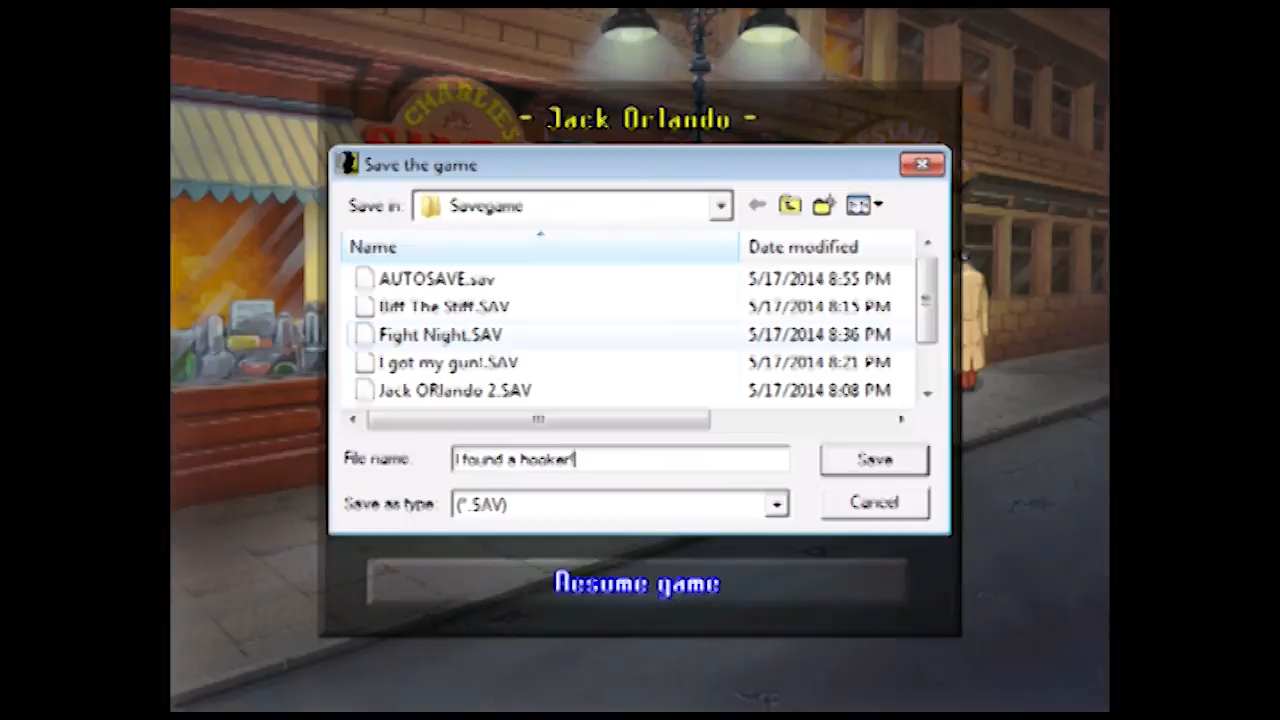 CHARLIE'S
- Jack Orlando -
Save the game
Save in: Savegame
Name Date modified
AUTOSAVE.sav 5/17/2014 8:55 PM
Biff The Stiff.SAV 5/17/2014 8:15 PM
Fight Night.SAV 5/17/2014 8:36 PM
I got my gun!.SAV 5/17/2014 8:21 PM
Jack ORlando 2.SAV 5/17/2014 8:08 PM
File name: I found a hooker! Save
Save as type: (*.SAV) Cancel
Resume game